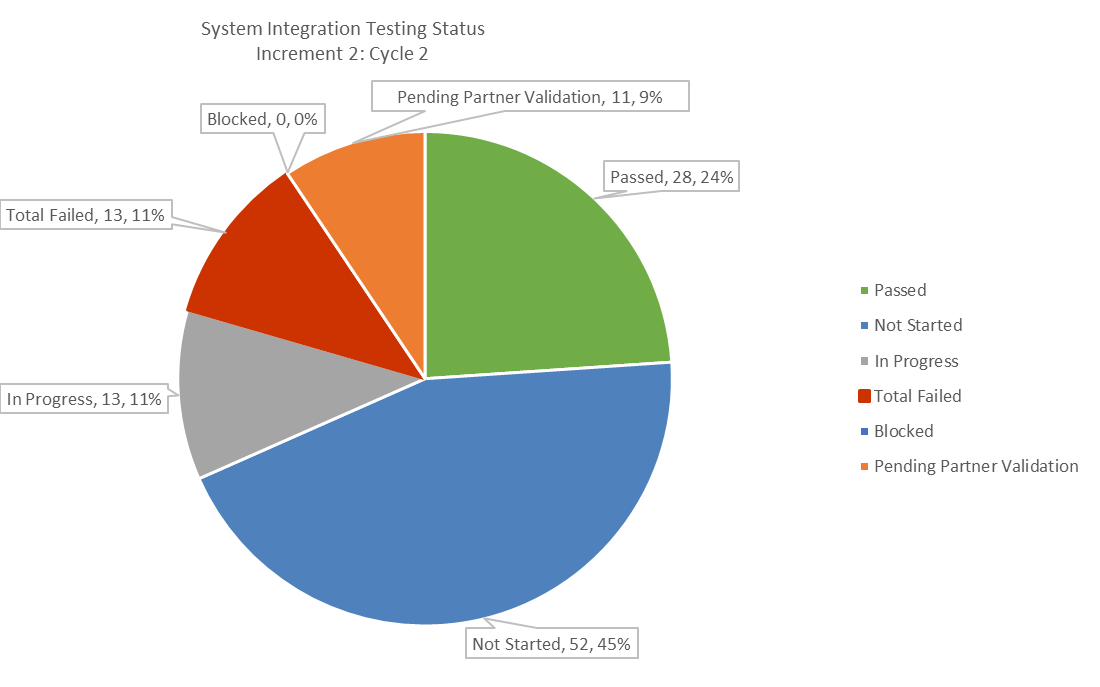 System Integration Testing Status
Increment 2: Cycle 2
Pending Partner Validation, 11, 9%
Blocked, 0, 0%
Passed, 28, 24%
Total Failed, 13, 11%
In Progress, 13, 11%
Not Started, 52, 45%
Passed
Not Started
In Progress
Total Failed
Blocked
Pending Partner Validation